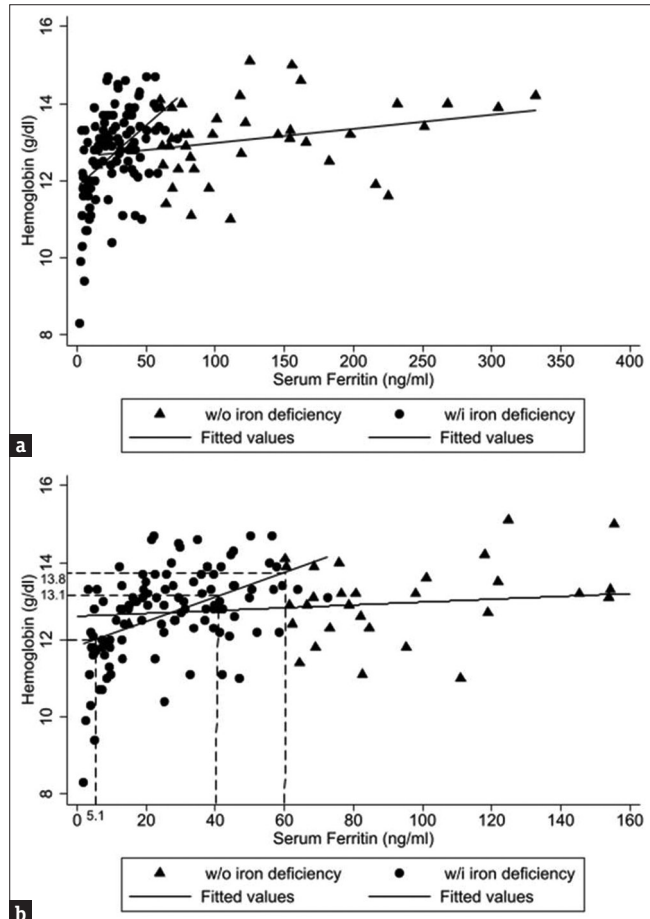 16
14
12
10
8
Hemoglobin (g/dl)
0 50 100 150 200 250 300 350 400
Serum Ferritin (ng/ml)
w/o iron deficiency w/i iron deficiency
Fitted values Fitted values
a
16
14
13.8
13.1
12
10
8
Hemoglobin (g/dl)
0 5.1 20 40 60 80 100 120 140 160
Serum Ferritin (ng/ml)
w/o iron deficiency w/i iron deficiency
Fitted values Fitted values
b